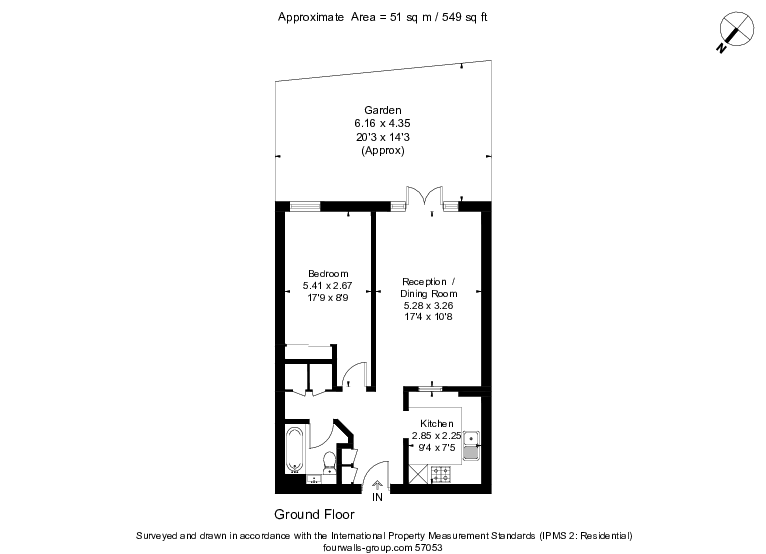 Approximate Area = 51 sq m / 549 sq ft
N
Garden
6.16 x 4.35
20'3 x 14'3
(Approx)
Bedroom
5.41 x 2.67
17'9 x 8'9
Reception /
Dining Room
5.28 x 3.26
17'4 x 10'8
Kitchen
2.85 x 2.25
9'4 x 7'5
IN
Ground Floor
Surveyed and drawn in accordance with the International Property Measurement Standards (IPMS 2: Residential)
fourwalls-group.com 57053